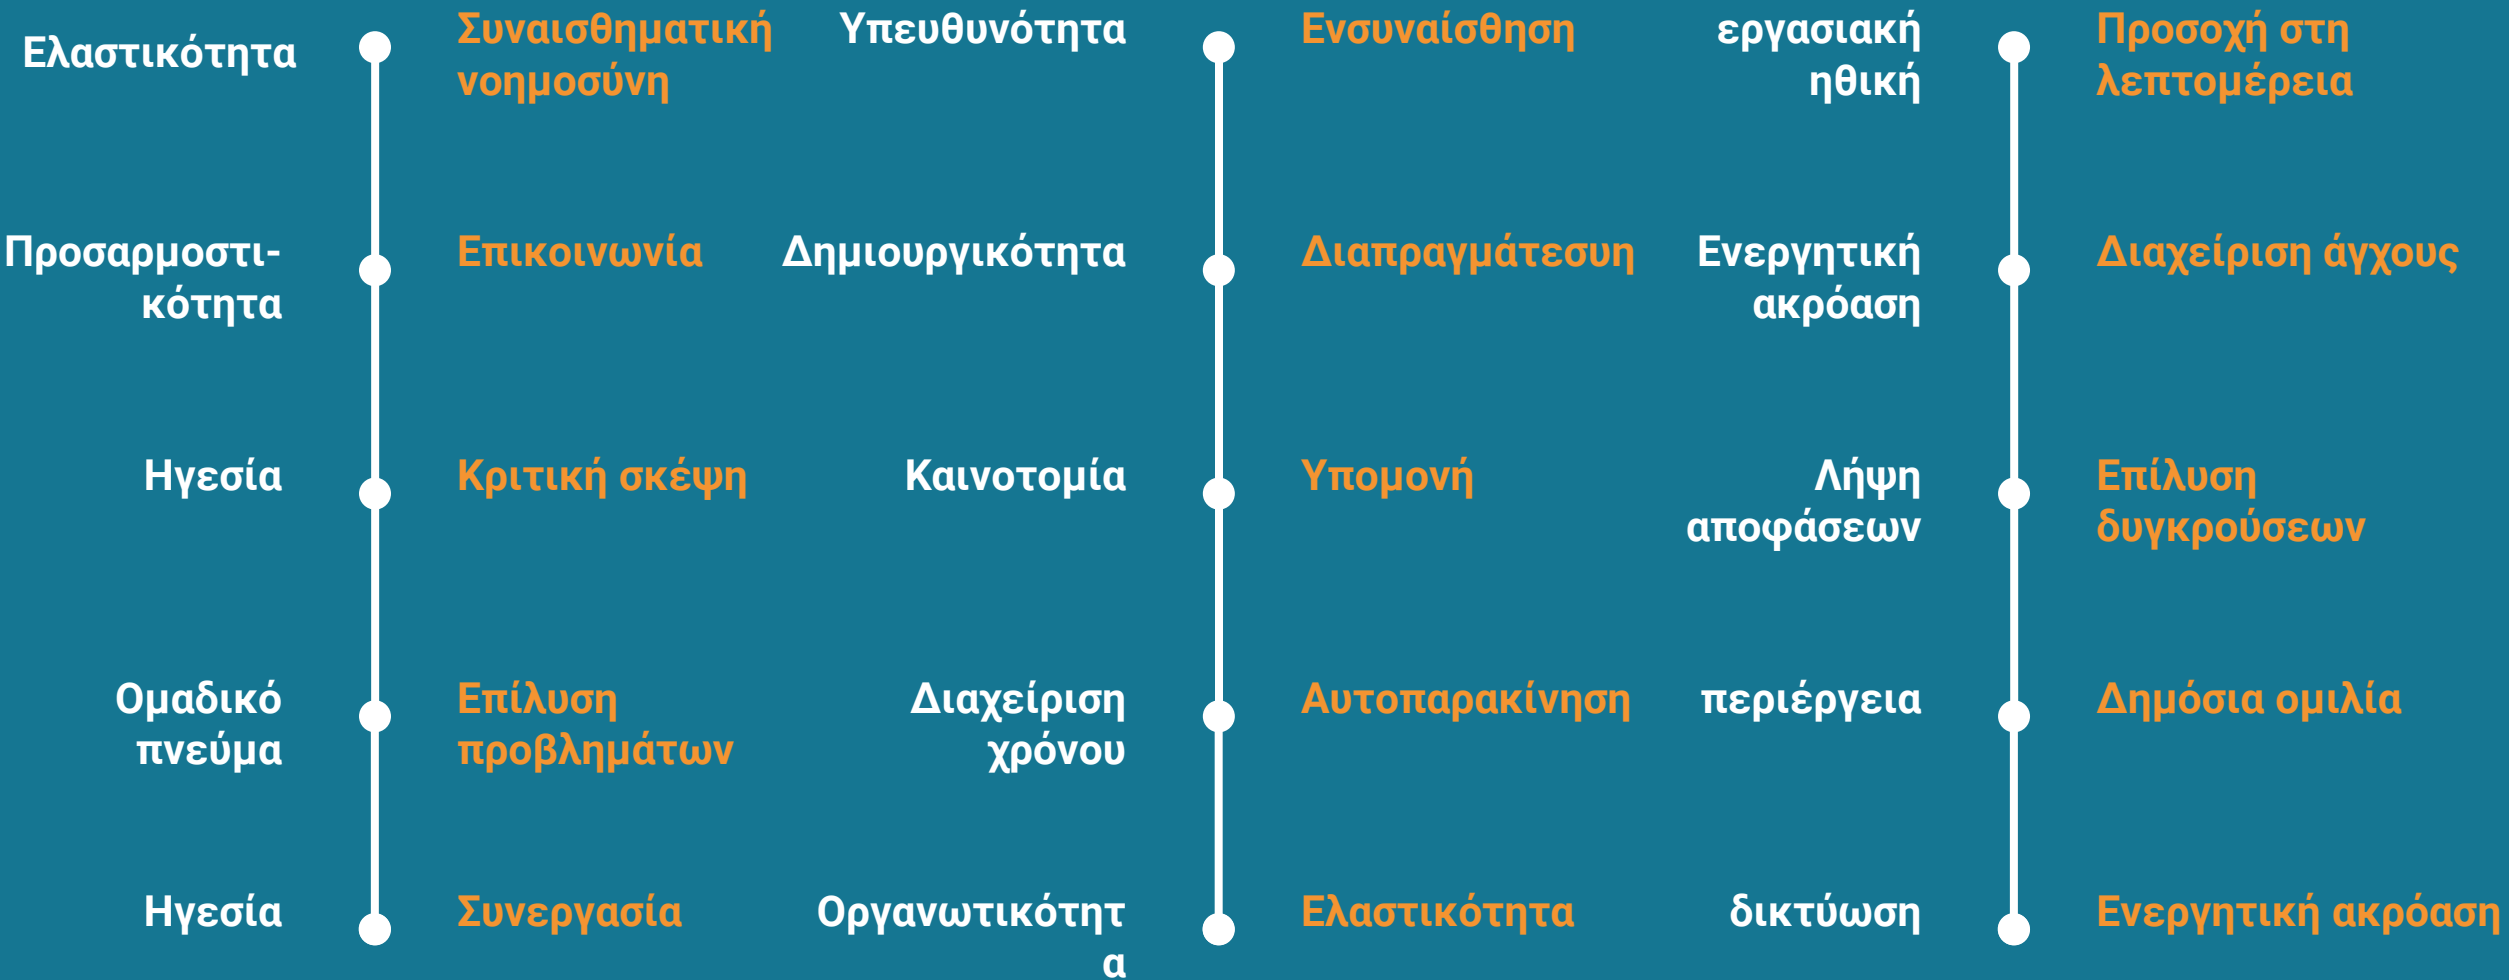 Ελαστικότητα
Συναισθηματική
νοημοσύνη
Υπευθυνότητα
Ενσυναίσθηση
εργασιακή
ηθική
Προσοχή στη
λεπτομέρεια
Προσαρμοστι-
κότητα
Επικοινωνία
Δημιουργικότητα
Διαπραγμάτεσυη
Ενεργητική
ακρόαση
Διαχείριση άγχους
Ηγεσία
Κριτική σκέψη
Καινοτομία
Υπομονή
Λήψη
αποφάσεων
Επίλυση
δυγκρούσεων
Ομαδικό
πνεύμα
Επίλυση
προβλημάτων
Διαχείριση
χρόνου
Αυτοπαρακίνηση
περιέργεια
Δημόσια ομιλία
Ηγεσία
Συνεργασία
Οργανωτικότητ
α
Ελαστικότητα
δικτύωση
Ενεργητική ακρόαση